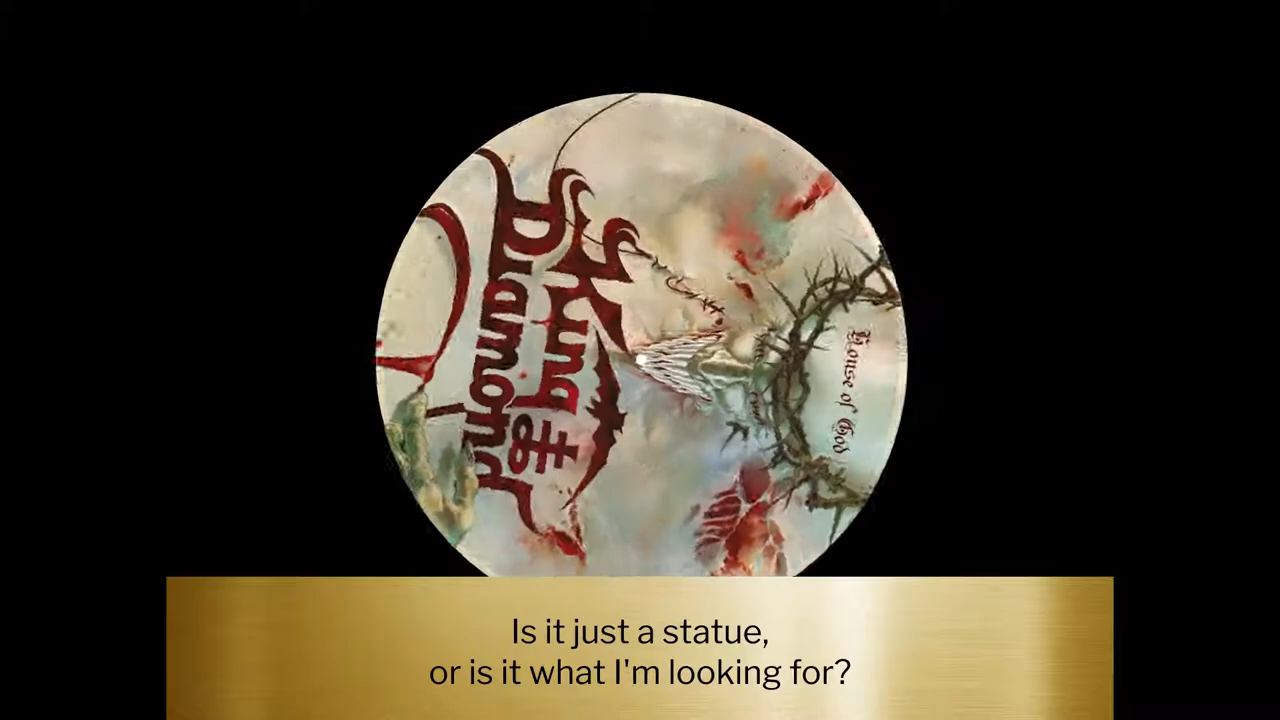 King
Diamond
House of God
Is it just a statue,
or is it what I'm looking for?